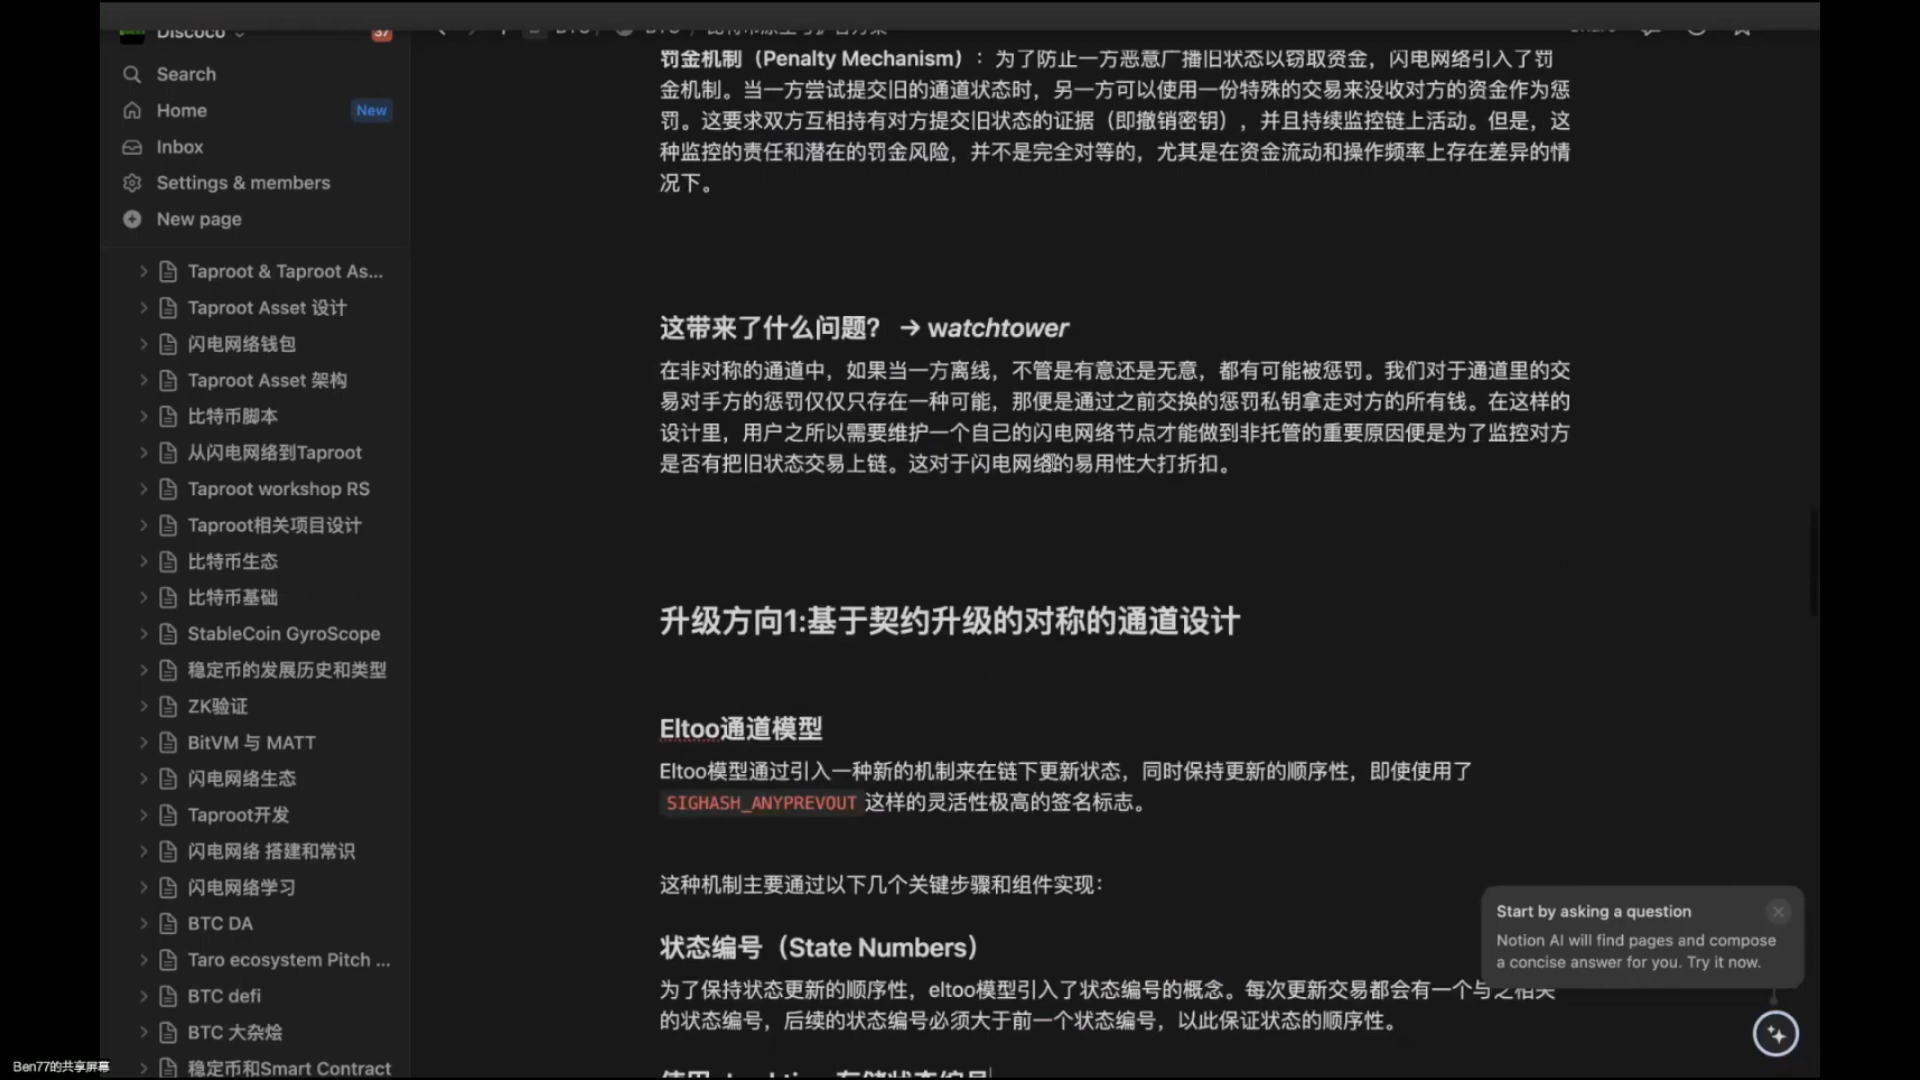 Discoco
37
Search
Home
New
Inbox
Settings & members
New page
Taproot & Taproot As...
Taproot Asset 设计
闪电网络钱包
Taproot Asset 架构
比特币脚本
从闪电网络到Taproot
Taproot workshop RS
Taproot相关项目设计
比特币生态
比特币基础
StableCoin GyroScope
稳定币的发展历史和类型
ZK验证
BitVM 与 MATT
闪电网络生态
Taproot开发
闪电网络 搭建和常识
闪电网络学习
BTC DA
Taro ecosystem Pitch ...
BTC defi
BTC 大杂烩
稳定币和Smart Contract
罚金机制（Penalty Mechanism）：为了防止一方恶意广播旧状态以窃取资金，闪电网络引入了罚
金机制。当一方尝试提交旧的通道状态时，另一方可以使用一份特殊的交易来没收对方的资金作为惩
罚。这要求双方互相持有对方提交旧状态的证据（即撤销密钥），并且持续监控链上活动。但是，这
种监控的责任和潜在的罚金风险，并不是完全对等的，尤其是在资金流动和操作频率上存在差异的情
况下。
这带来了什么问题？ → watchtower
在非对称的通道中，如果当一方离线，不管是有意还是无意，都有可能被惩罚。我们对于通道里的交
易对手方的惩罚仅仅只存在一种可能，那便是通过之前交换的惩罚私钥拿走对方的所有钱。在这样的
设计里，用户之所以需要维护一个自己的闪电网络节点才能做到非托管的重要原因便是为了监控对方
是否有把旧状态交易上链。这对于闪电网络的易用性大打折扣。
升级方向1:基于契约升级的对称的通道设计
Eltoo通道模型
Eltoo模型通过引入一种新的机制来在链下更新状态，同时保持更新的顺序性，即使使用了
SIGHASH_ANYPREVOUT 这样的灵活性极高的签名标志。
这种机制主要通过以下几个关键步骤和组件实现：
状态编号（State Numbers）
为了保持状态更新的顺序性，eltoo模型引入了状态编号的概念。每次更新交易都会有一个与之相关
的状态编号，后续的状态编号必须大于前一个状态编号，以此保证状态的顺序性。
Start by asking a question
Notion AI will find pages and compose
a concise answer for you. Try it now.
Ben77的共享屏幕